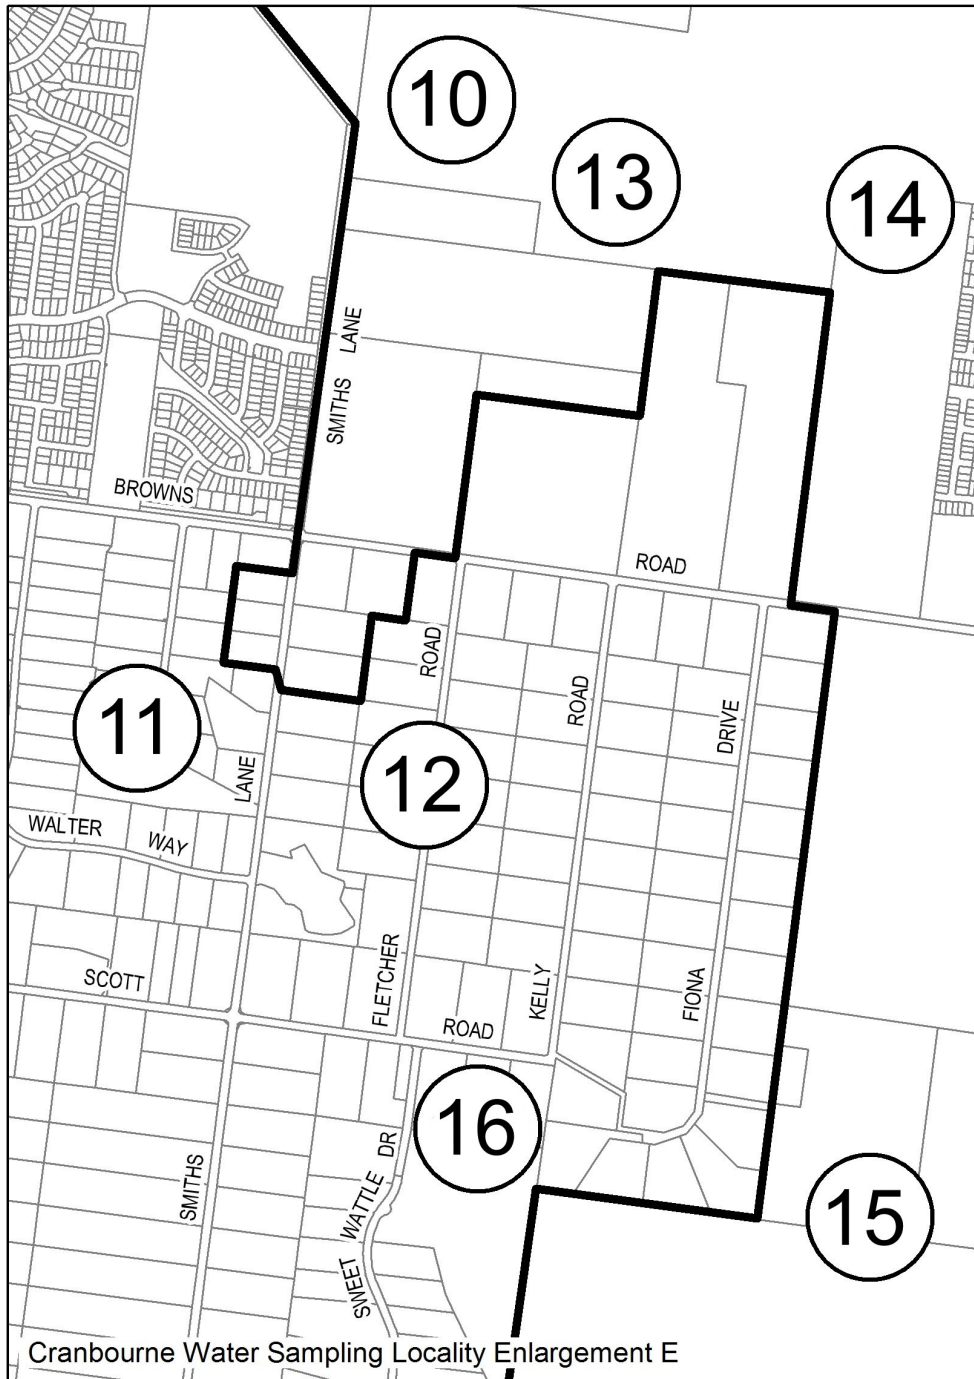 10
13
14
SMITHS LANE
BROWNS
ROAD
ROAD
ROAD
DRIVE
11
12
LANE
WALTER WAY
SCOTT
FLETCHER
ROAD
KELLY
FIONA
16
15
SMITHS
SWEET WATTLE DR
Cranbourne Water Sampling Locality Enlargement E